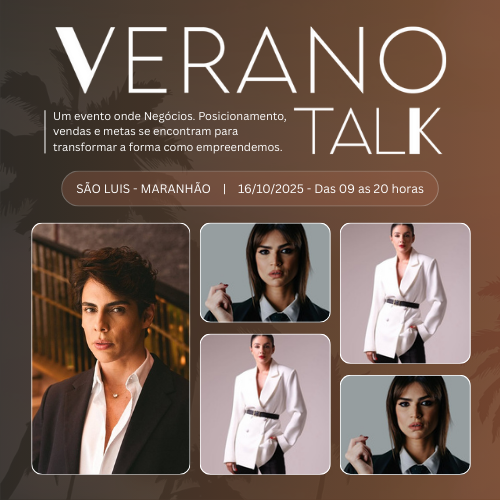 VERANO
TALK
Um evento onde Negócios. Posicionamento,
vendas e metas se encontram para
transformar a forma como empreendemos.
SÃO LUIS - MARANHÃO | 16/10/2025 - Das 09 as 20 horas